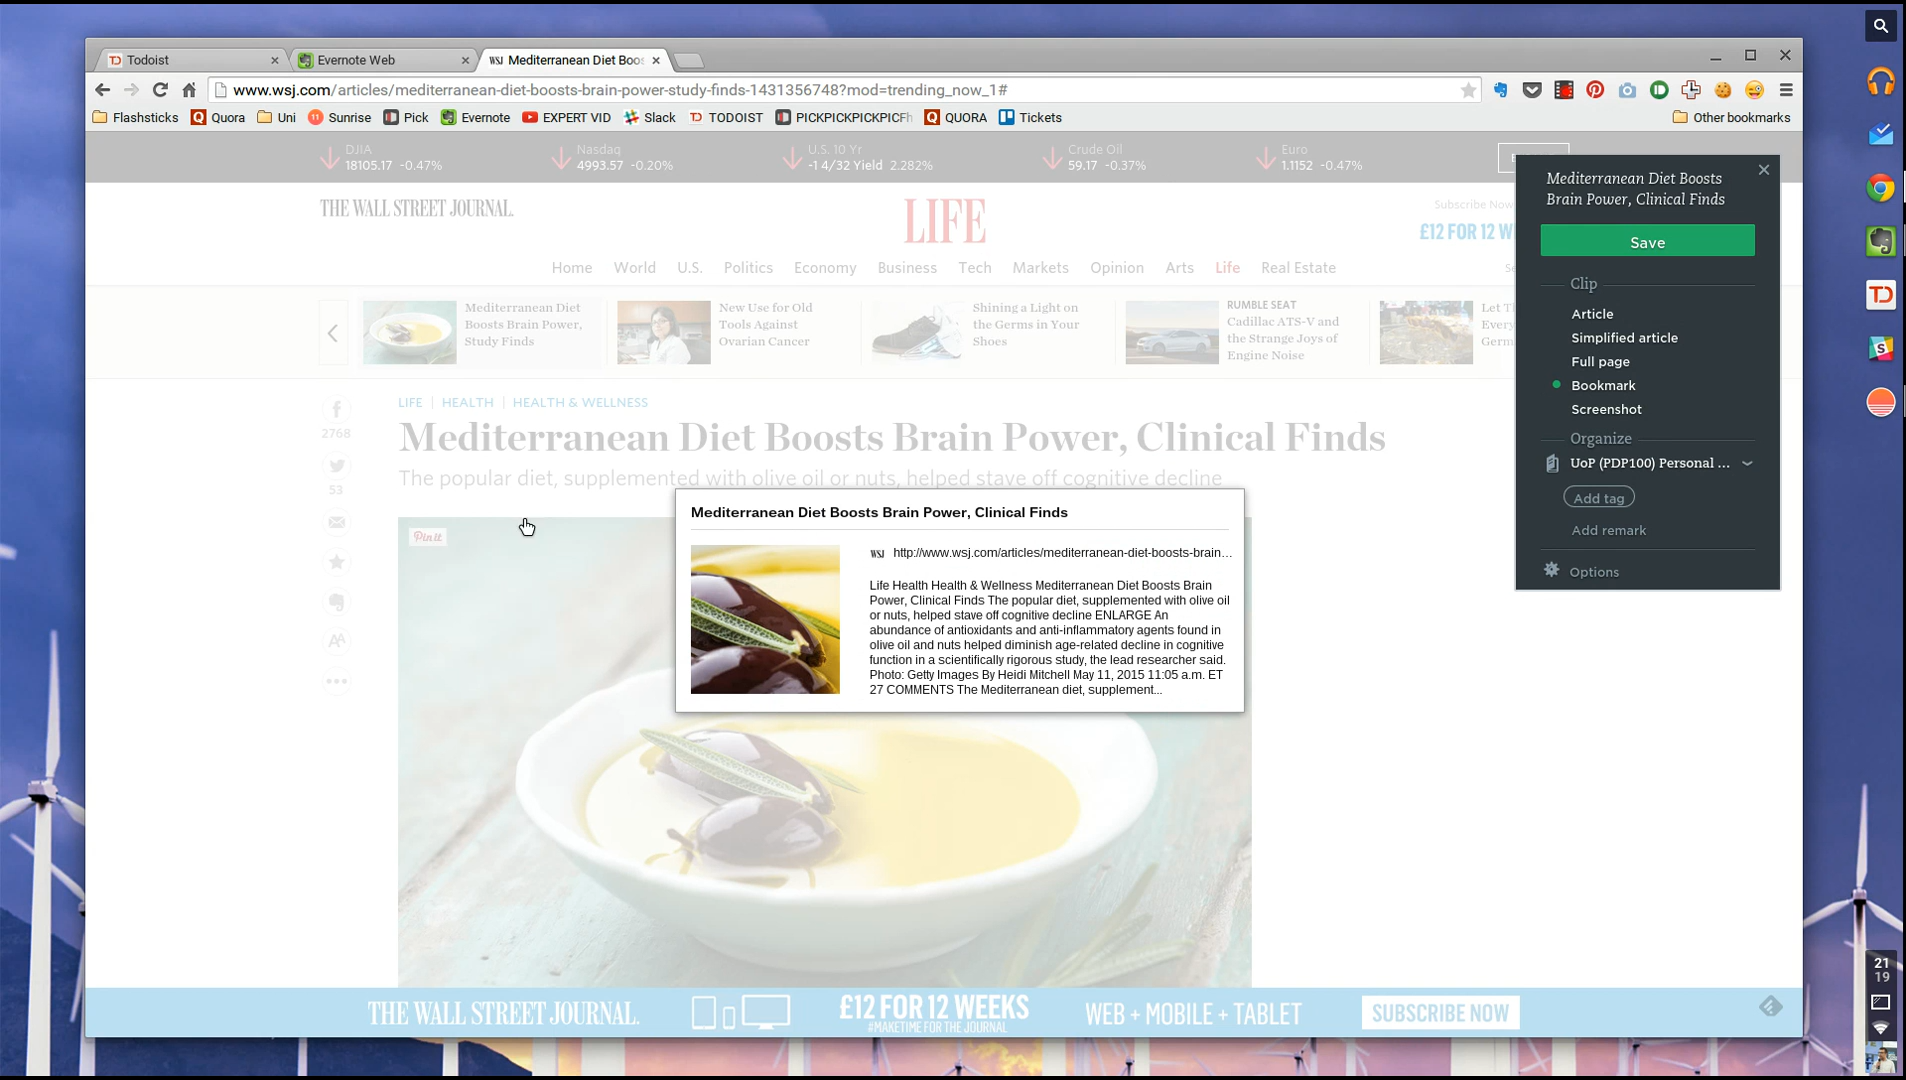 Todoist
Evernote Web
WSJ Mediterranean Diet Boos
www.wsj.com/articles/mediterranean-diet-boosts-brain-power-study-finds-1431356748?mod=trending_now_1#
Flashsticks Quora Uni Sunrise Pick Evernote EXPERT VID Slack TODOIST PICKPICKPICKPICF QUORA Tickets Other bookmarks
DJIA
18105.17 -0.47%
Nasdaq
4993.57 -0.20%
U.S. 10 Yr
-1 4/32 Yield 2.282%
Crude Oil
59.17 -0.37%
Euro
1.1152 -0.47%
THE WALL STREET JOURNAL.
LIFE
Subscribe Now
£12 FOR 12 W
Home World U.S. Politics Economy Business Tech Markets Opinion Arts Life Real Estate
Se
Mediterranean Diet
Boosts Brain Power,
Study Finds
New Use for Old
Tools Against
Ovarian Cancer
Shining a Light on
the Germs in Your
Shoes
RUMBLE SEAT
Cadillac ATS-V and
the Strange Joys of
Engine Noise
Let Th
Every
Germ
LIFE HEALTH HEALTH & WELLNESS
Mediterranean Diet Boosts Brain Power, Clinical Finds
The popular diet, supplemented with olive oil or nuts, helped stave off cognitive decline
2768
53
AA
Pin it
Mediterranean Diet Boosts Brain Power, Clinical Finds
WSJ http://www.wsj.com/articles/mediterranean-diet-boosts-brain...
Life Health Health & Wellness Mediterranean Diet Boosts Brain
Power, Clinical Finds The popular diet, supplemented with olive oil
or nuts, helped stave off cognitive decline ENLARGE An
abundance of antioxidants and anti-inflammatory agents found in
olive oil and nuts helped diminish age-related decline in cognitive
function in a scientifically rigorous study, the lead researcher said.
Photo: Getty Images By Heidi Mitchell May 11, 2015 11:05 a.m. ET
27 COMMENTS The Mediterranean diet, supplement...
Mediterranean Diet Boosts
Brain Power, Clinical Finds
Save
Clip
Article
Simplified article
Full page
Bookmark
Screenshot
Organize
UoP (PDP100) Personal ...
Add tag
Add remark
Options
THE WALL STREET JOURNAL.
£12 FOR 12 WEEKS
#MAKETIME FOR THE JOURNAL
WEB + MOBILE + TABLET
SUBSCRIBE NOW
21
19